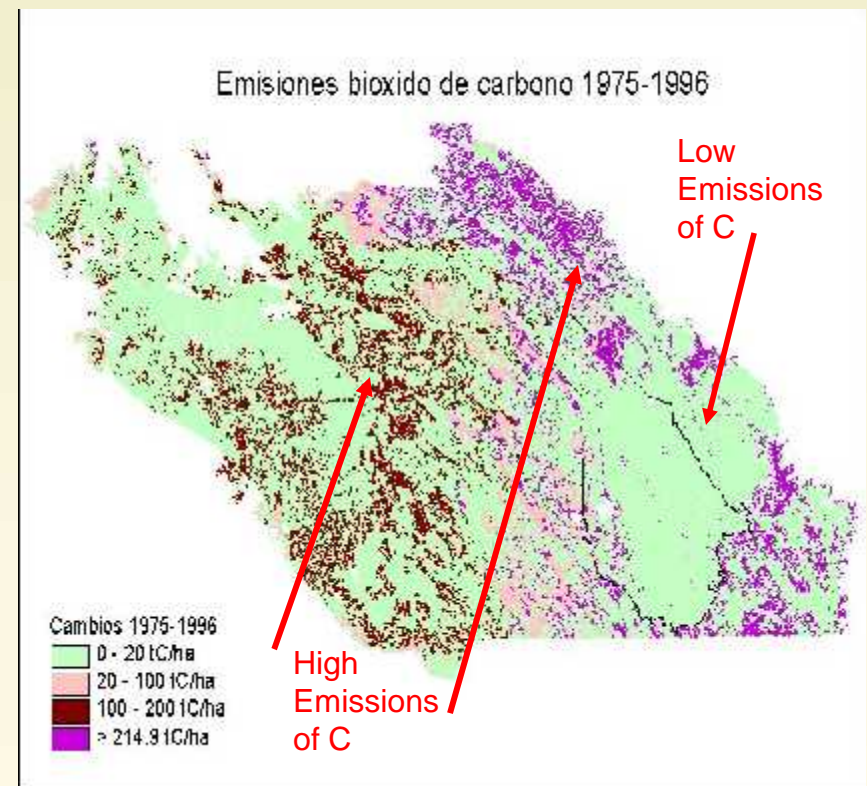 Emisiones bioxido de carbono 1975-1996
Low
Emissions
of C
Cambios 1975-1996
0 - 20 tC/ha
20 - 100 tC/ha
100 - 200 tC/ha
> 214.9 tC/ha
High
Emissions
of C